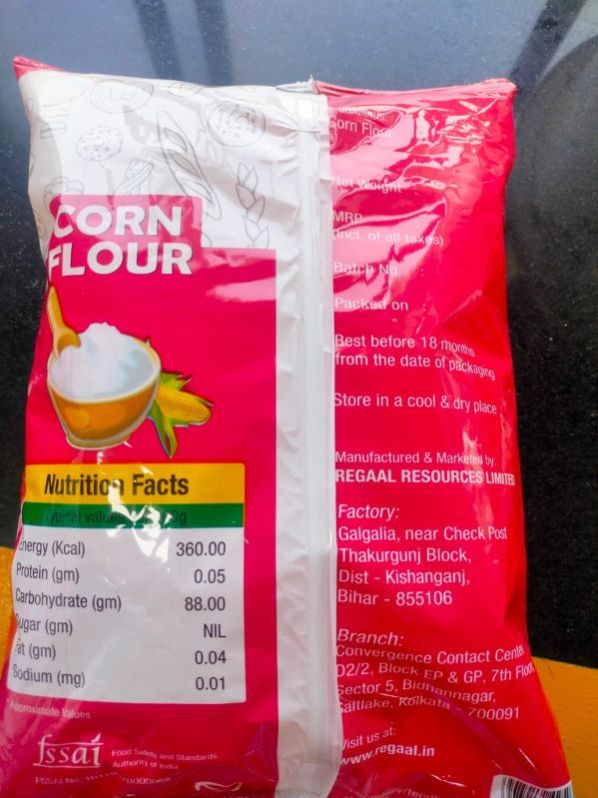 CORN
FLOUR
Nutrition Facts
Typical values
Energy (Kcal) 360.00
Protein (gm) 0.05
Carbohydrate (gm) 88.00
Sugar (gm) NIL
Fat (gm) 0.04
Sodium (mg) 0.01
*Approximate Values
fssai
Food Safety and Standards
Authority of India
Corn Flour
Net Weight
MRP
(Incl. of all taxes)
Batch No.
Packed on
Best before 18 months
from the date of packaging
Store in a cool & dry place
Manufactured & Marketed by:
REGAAL RESOURCES LIMITED
Factory:
Galgalia, near Check Post
Thakurgunj Block,
Dist - Kishanganj,
Bihar - 855106
Branch:
Convergence Contact Center,
D2/2, Block EP & GP, 7th Floor
Sector 5, Bidhannagar,
Saltlake, Kolkata - 700091
Visit us at:
www.regaal.in